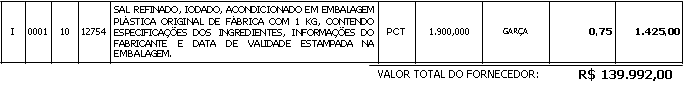 SAL REFINADO, IODADO, ACONDICIONADO EM EMBALAGEM
PLÁSTICA ORIGINAL DE FÁBRICA COM 1 KG, CONTENDO
I 0001 10 12754 ESPECIFICAÇÕES DOS INGREDIENTES, INFORMAÇÕES DO PCT 1.900,000 GARÇA 0,75 1.425,00
FABRICANTE E DATA DE VALIDADE ESTAMPADA NA
EMBALAGEM.
VALOR TOTAL DO FORNECEDOR: R$ 139.992,00